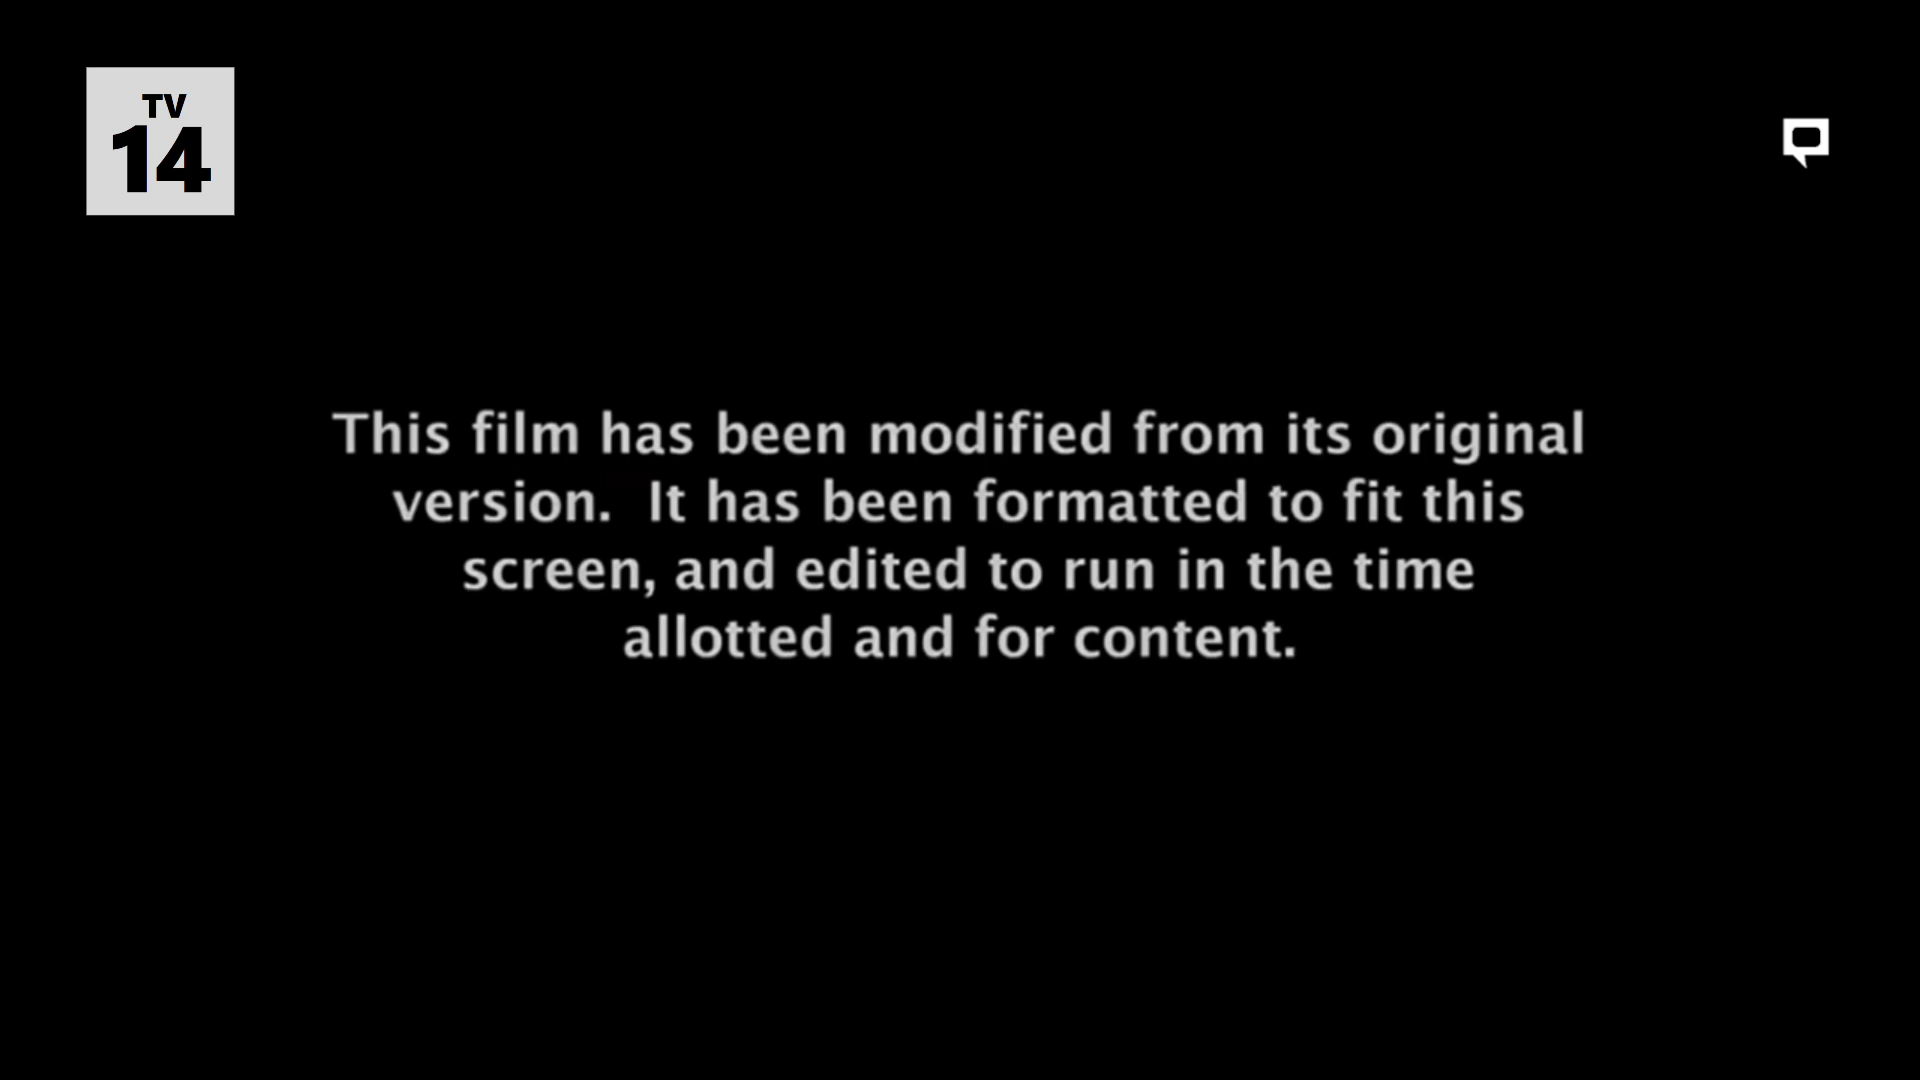 TV
14
This film has been modified from its original
version.  It has been formatted to fit this
screen, and edited to run in the time
allotted and for content.